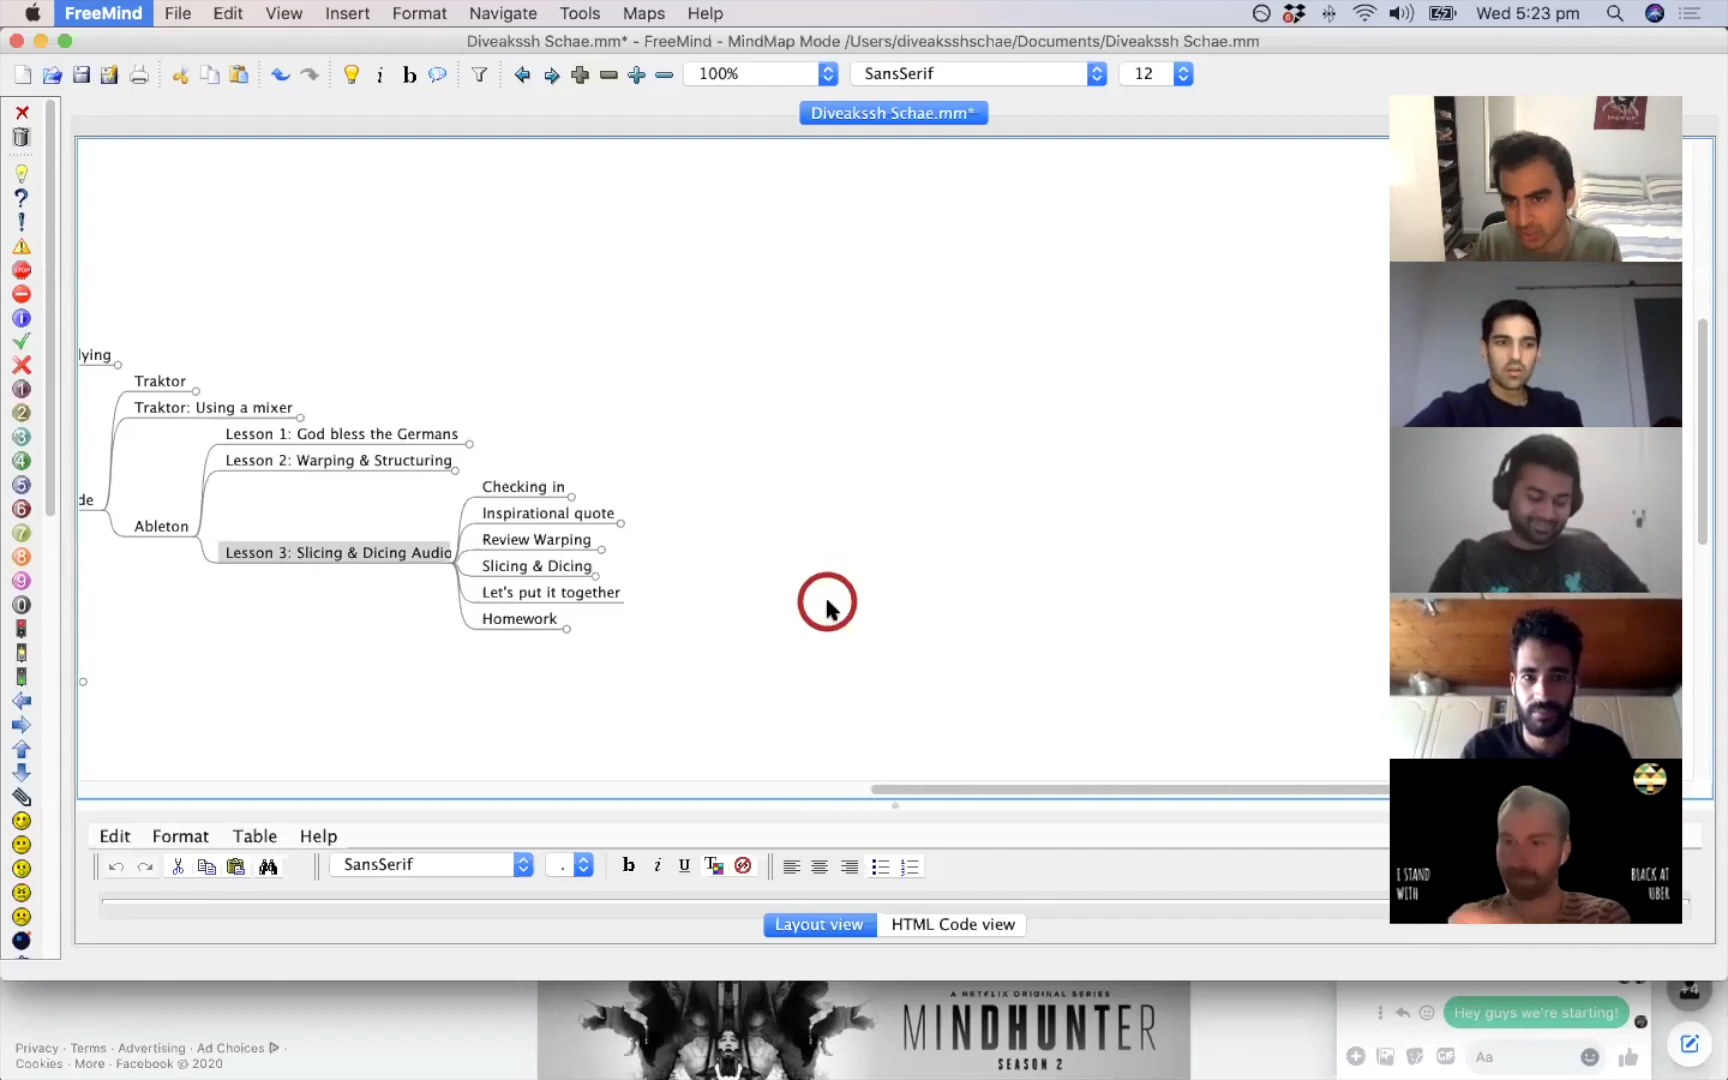 FreeMind File Edit View Insert Format Navigate Tools Maps Help
Wed 5:23 pm
Diveakssh Schae.mm* - FreeMind - MindMap Mode /Users/diveaksshschae/Documents/Diveakssh Schae.mm
100%
SansSerif
12
Diveakssh Schae.mm*
lying
Traktor
Traktor: Using a mixer
Lesson 1: God bless the Germans
Lesson 2: Warping & Structuring
Checking in
de
Inspirational quote
Ableton
Review Warping
Lesson 3: Slicing & Dicing Audio
Slicing & Dicing
Let's put it together
Homework
I STAND WITH
BLACK AT UBER
Edit Format Table Help
SansSerif
.
Layout view
HTML Code view
A NETFLIX ORIGINAL SERIES
MINDHUNTER
SEASON 2
+4
Hey guys we're starting!
Aa
GIF
Privacy · Terms · Advertising · Ad Choices ·
Cookies · More · Facebook © 2020